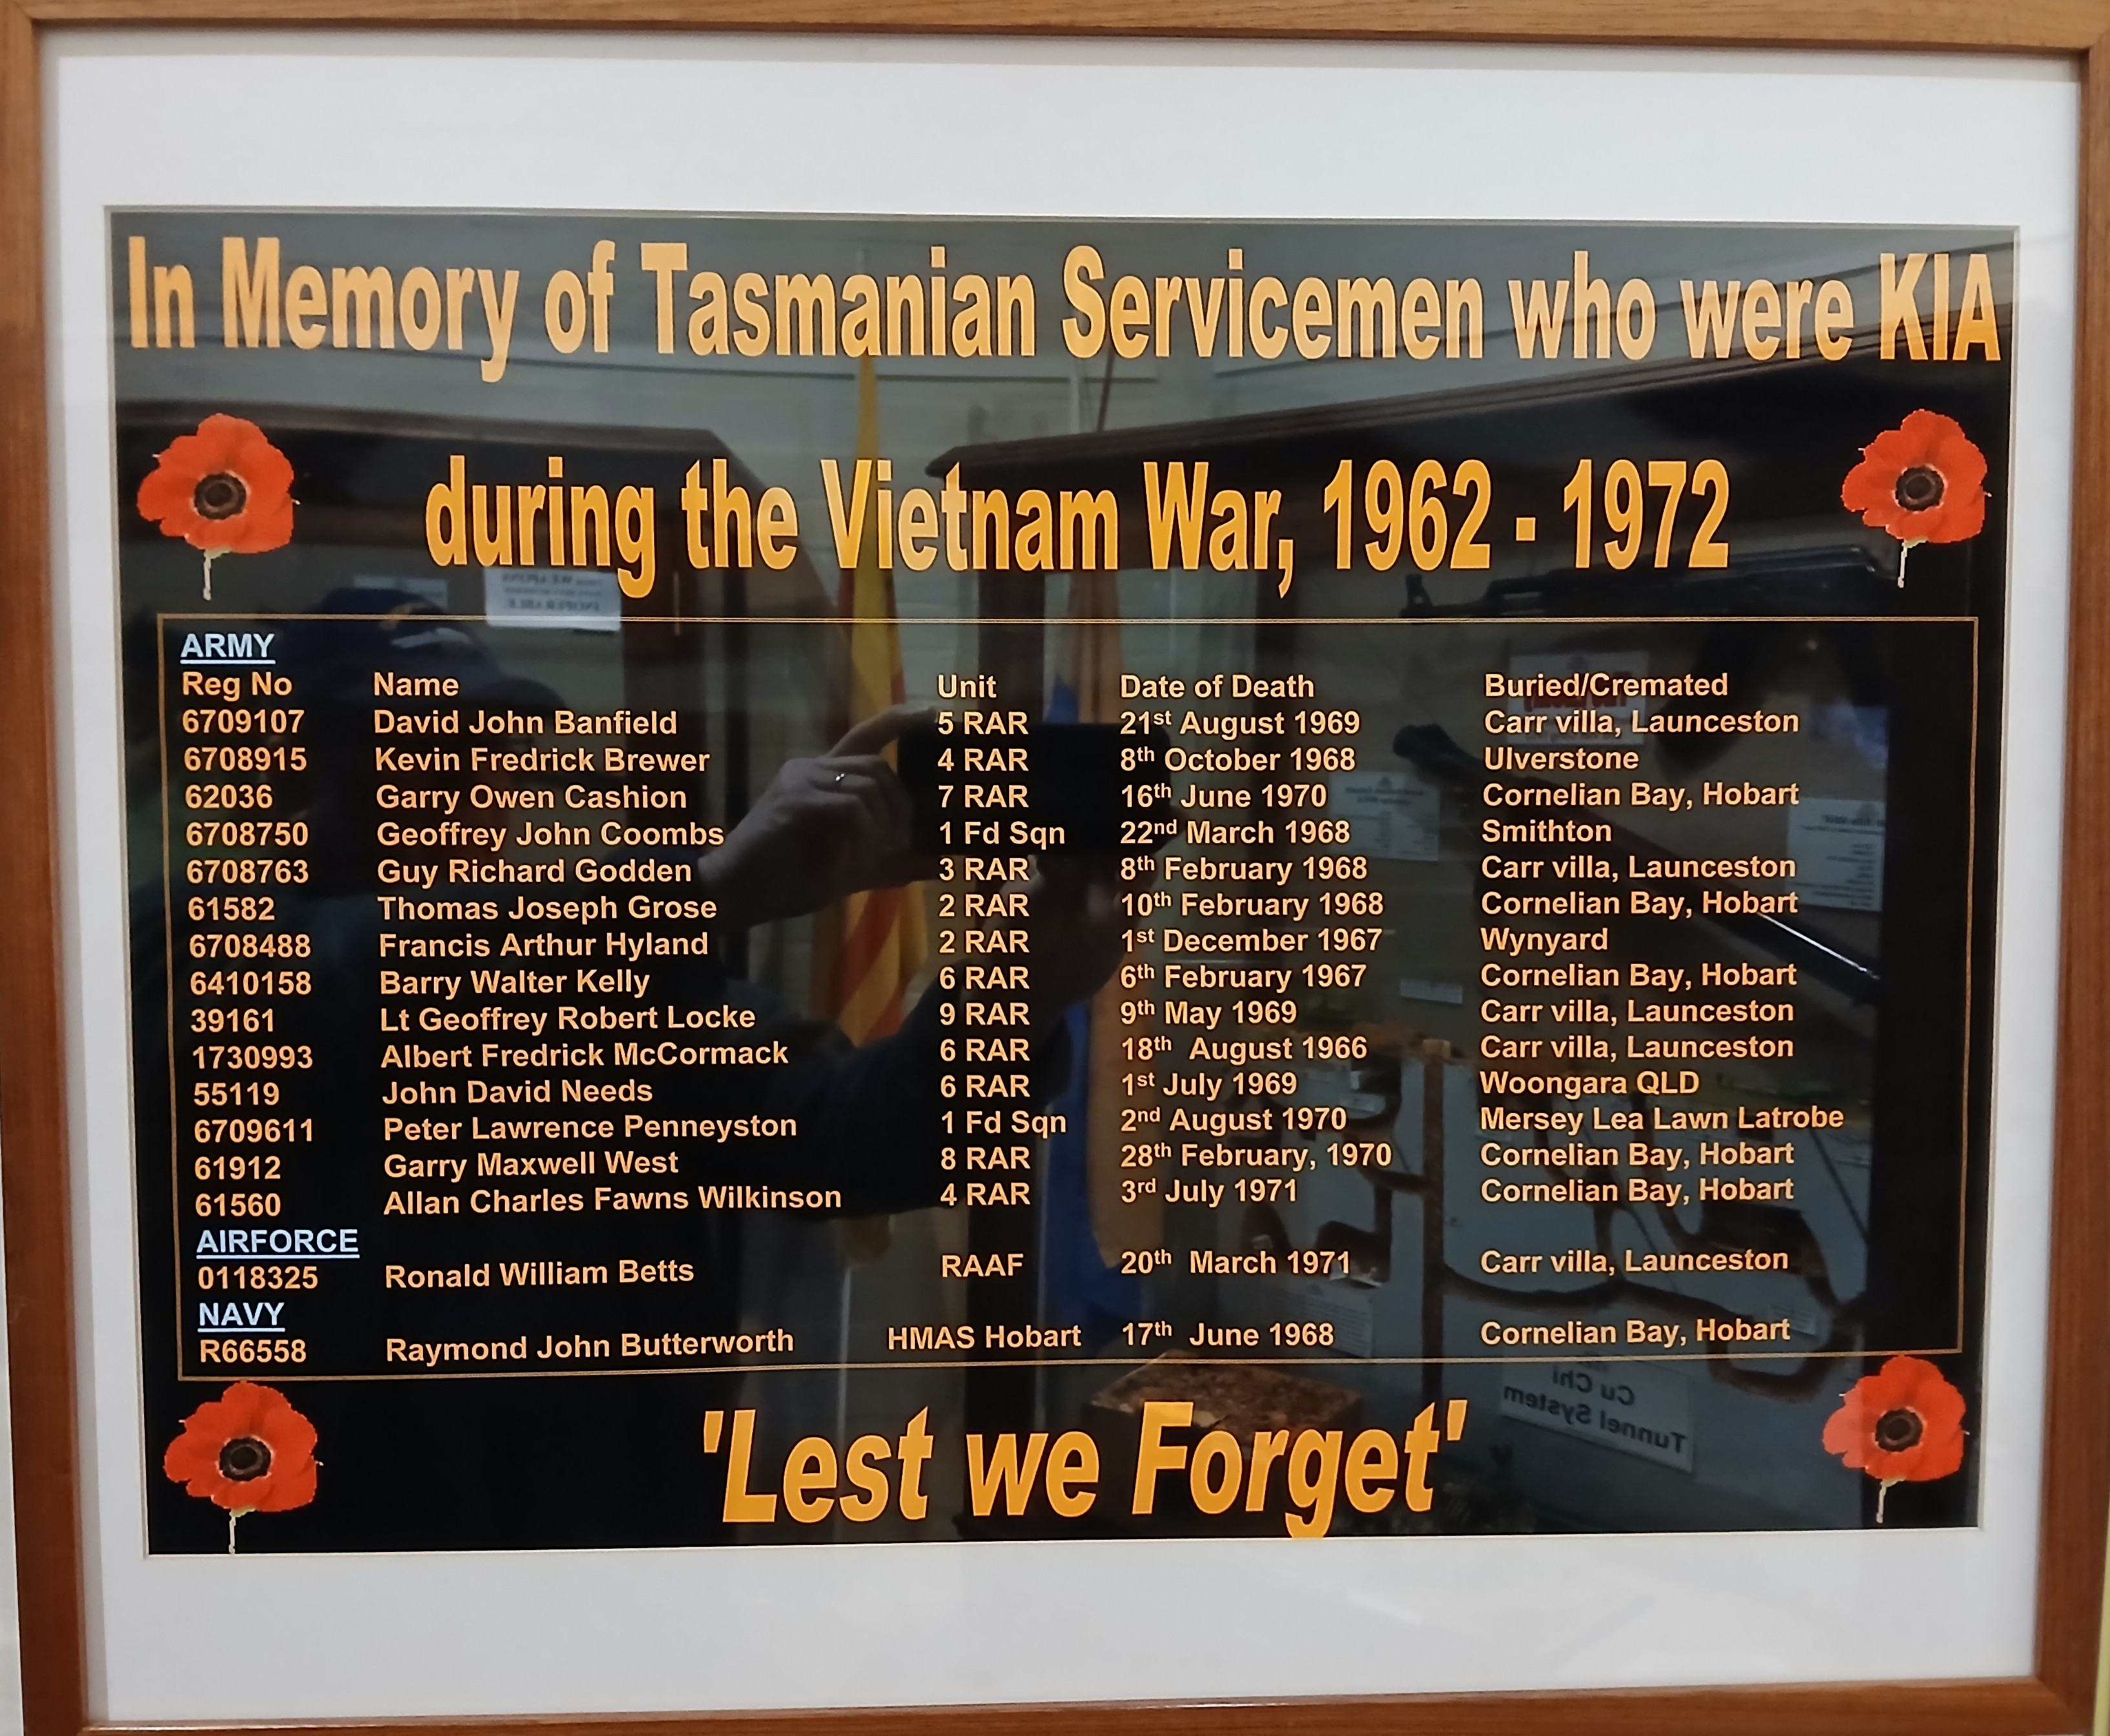 In Memory of Tasmanian Servicemen who were KIA
during the Vietnam War, 1962 - 1972
ARMY
Reg No Name Unit Date of Death Buried/Cremated
6709107 David John Banfield 5 RAR 21st August 1969 Carr villa, Launceston
6708915 Kevin Fredrick Brewer 4 RAR 8th October 1968 Ulverstone
62036 Garry Owen Cashion 7 RAR 16th June 1970 Cornelian Bay, Hobart
6708750 Geoffrey John Coombs 1 Fd Sqn 22nd March 1968 Smithton
6708763 Guy Richard Godden 3 RAR 8th February 1968 Carr villa, Launceston
61582 Thomas Joseph Grose 2 RAR 10th February 1968 Cornelian Bay, Hobart
6708488 Francis Arthur Hyland 2 RAR 1st December 1967 Wynyard
6410158 Barry Walter Kelly 6 RAR 6th February 1967 Cornelian Bay, Hobart
39161 Lt Geoffrey Robert Locke 9 RAR 9th May 1969 Carr villa, Launceston
1730993 Albert Fredrick McCormack 6 RAR 18th August 1966 Carr villa, Launceston
55119 John David Needs 6 RAR 1st July 1969 Woongara QLD
6709611 Peter Lawrence Penneyston 1 Fd Sqn 2nd August 1970 Mersey Lea Lawn Latrobe
61912 Garry Maxwell West 8 RAR 28th February, 1970 Cornelian Bay, Hobart
61560 Allan Charles Fawns Wilkinson 4 RAR 3rd July 1971 Cornelian Bay, Hobart
AIRFORCE
0118325 Ronald William Betts RAAF 20th March 1971 Carr villa, Launceston
NAVY
R66558 Raymond John Butterworth HMAS Hobart 17th June 1968 Cornelian Bay, Hobart
Cu Chi
Tunnel System
'Lest we Forget'